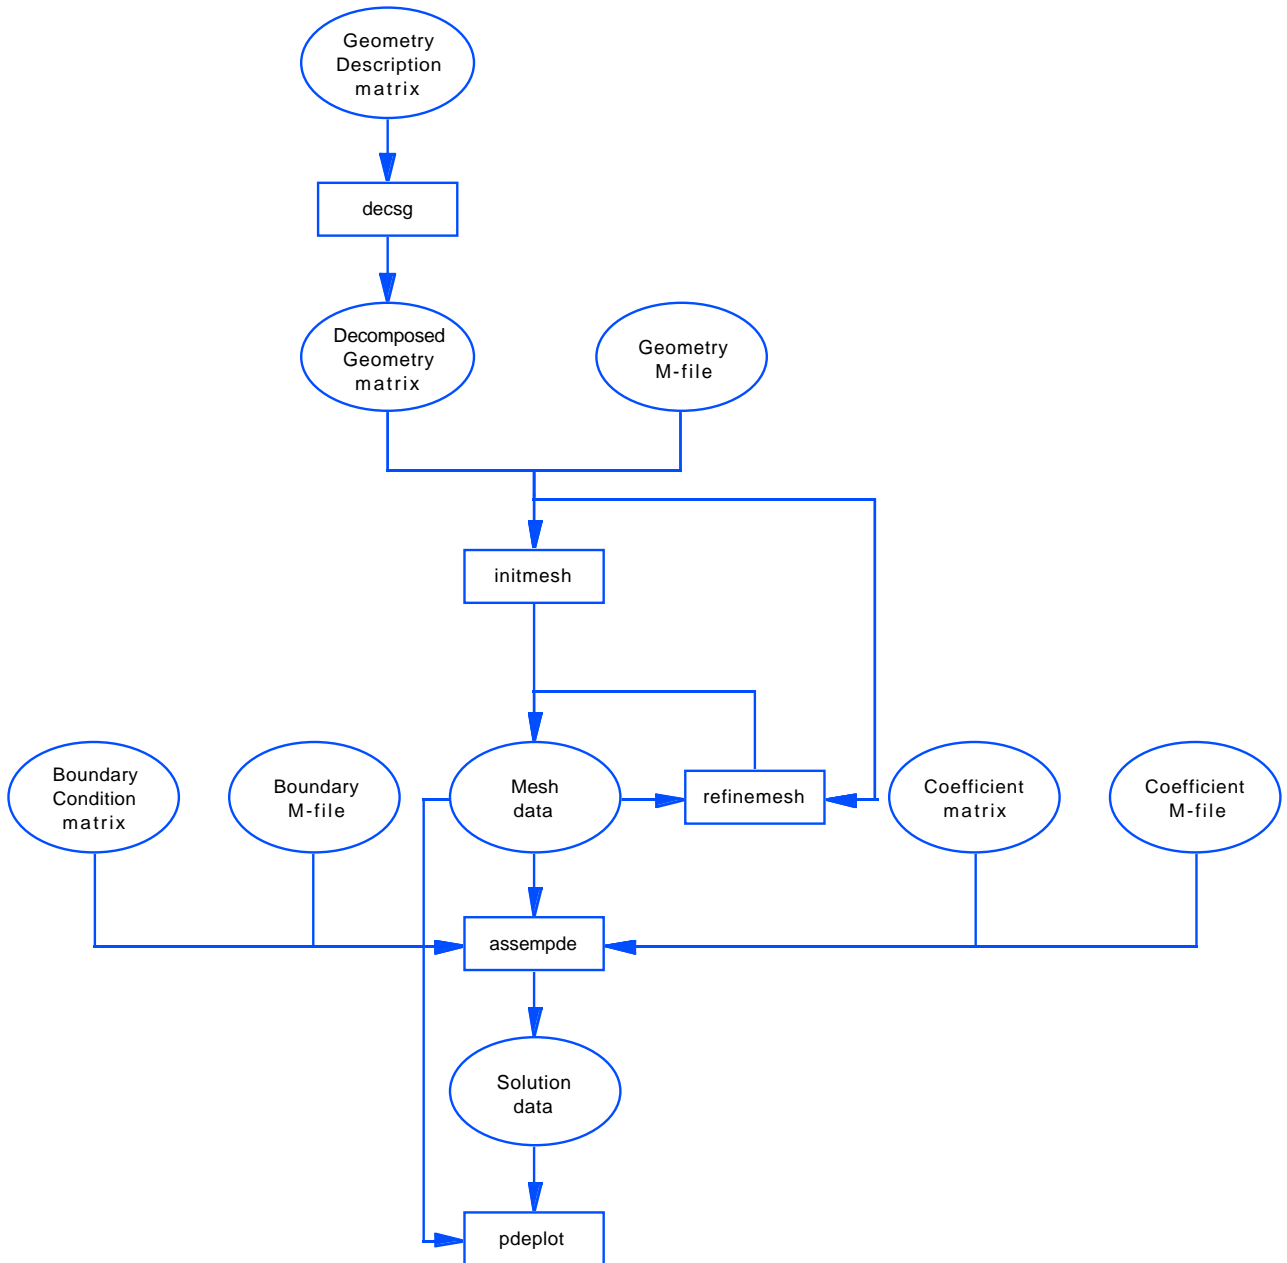 Geometry
Description
matrix
decsg
Decomposed
Geometry
matrix
Geometry
M-file
initmesh
Boundary
Condition
matrix
Boundary
M-file
Mesh
data
refinemesh
Coefficient
matrix
Coefficient
M-file
assempde
Solution
data
pdeplot